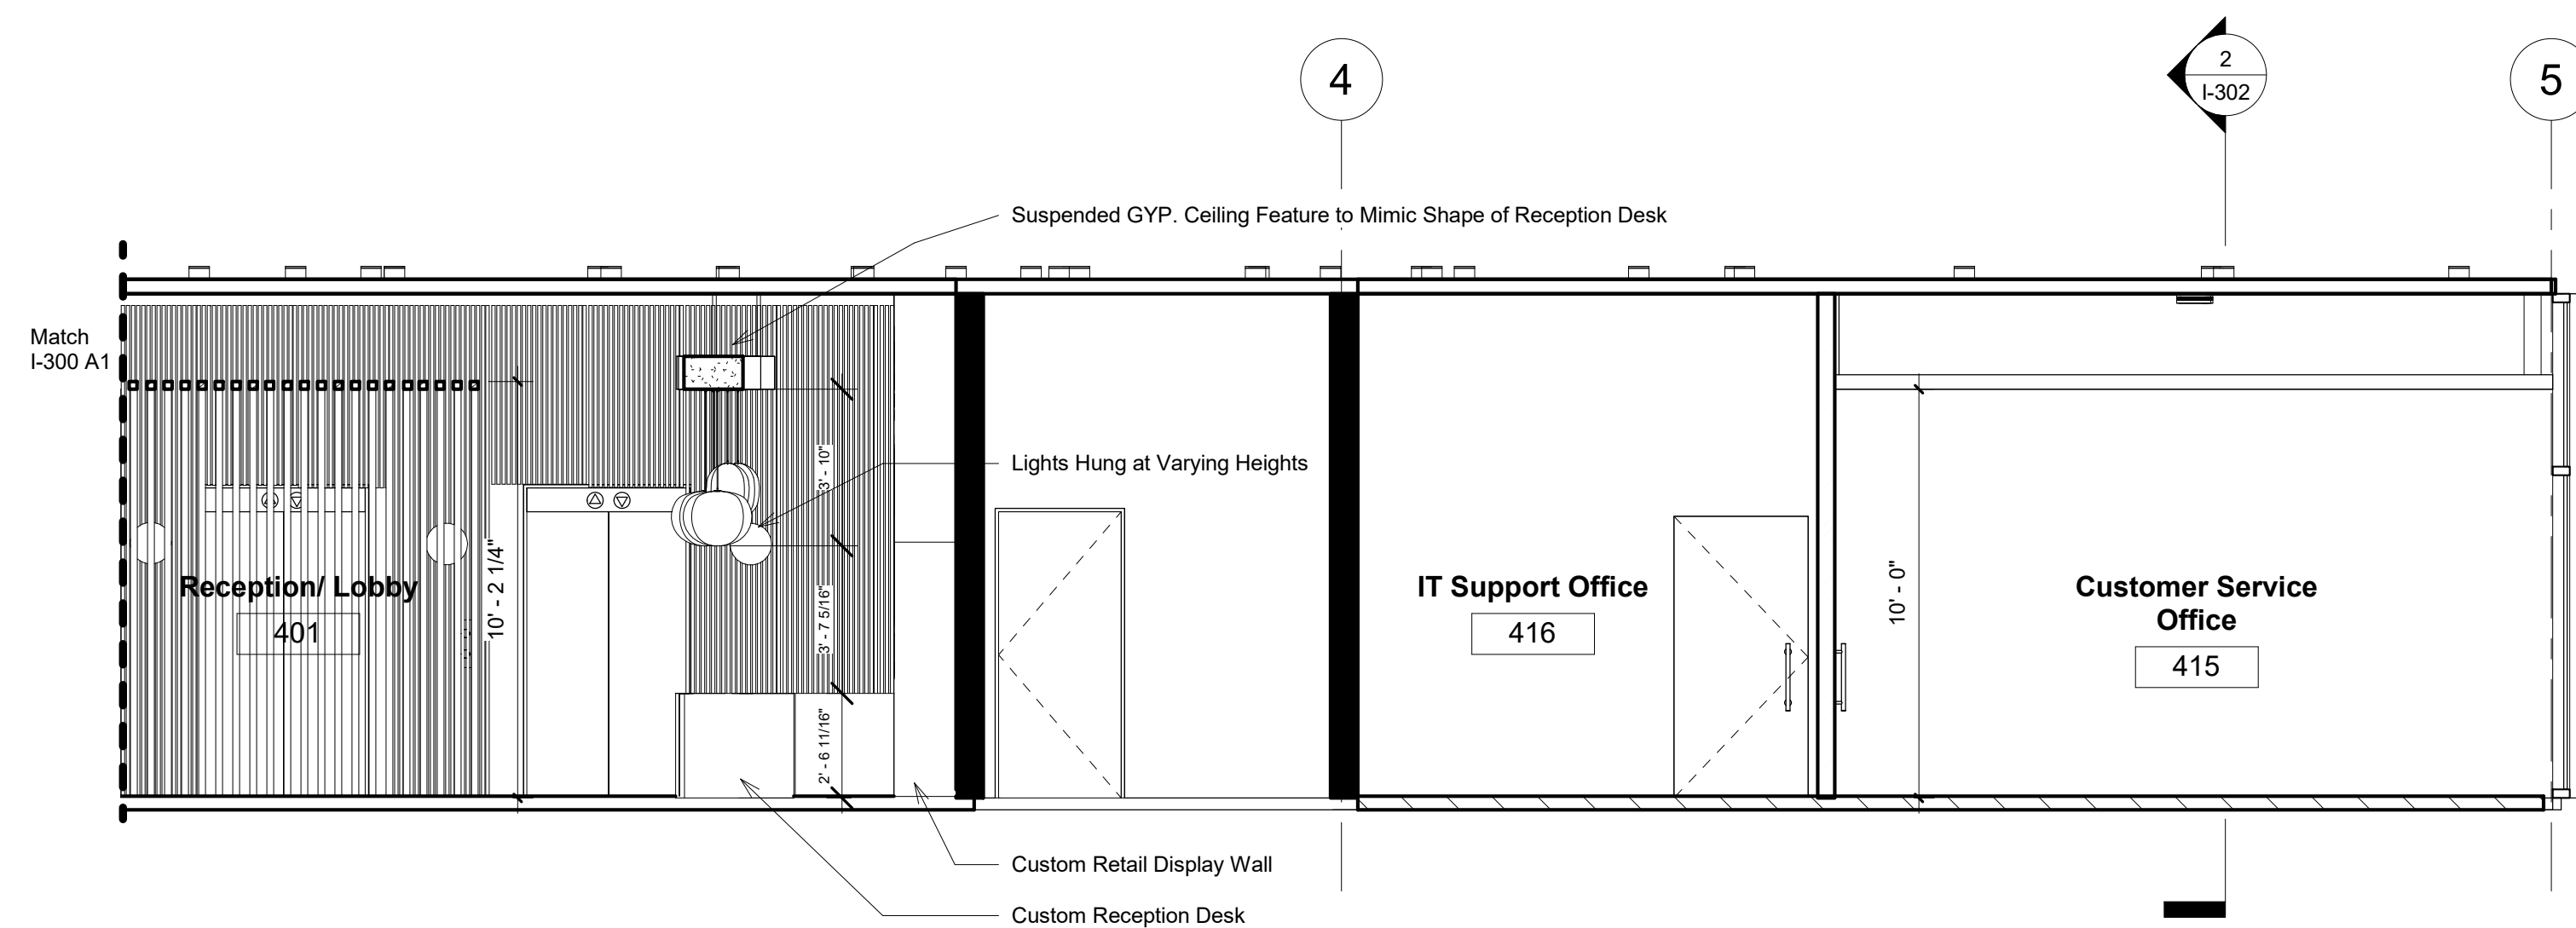 4
2
I-302
5
Suspended GYP. Ceiling Feature to Mimic Shape of Reception Desk
Match
I-300 A1
Lights Hung at Varying Heights
3' - 10"
10' - 2 1/4"
3' - 7 5/16"
2' - 6 11/16"
10' - 0"
Reception/ Lobby
401
IT Support Office
416
Customer Service
Office
415
Custom Retail Display Wall
Custom Reception Desk